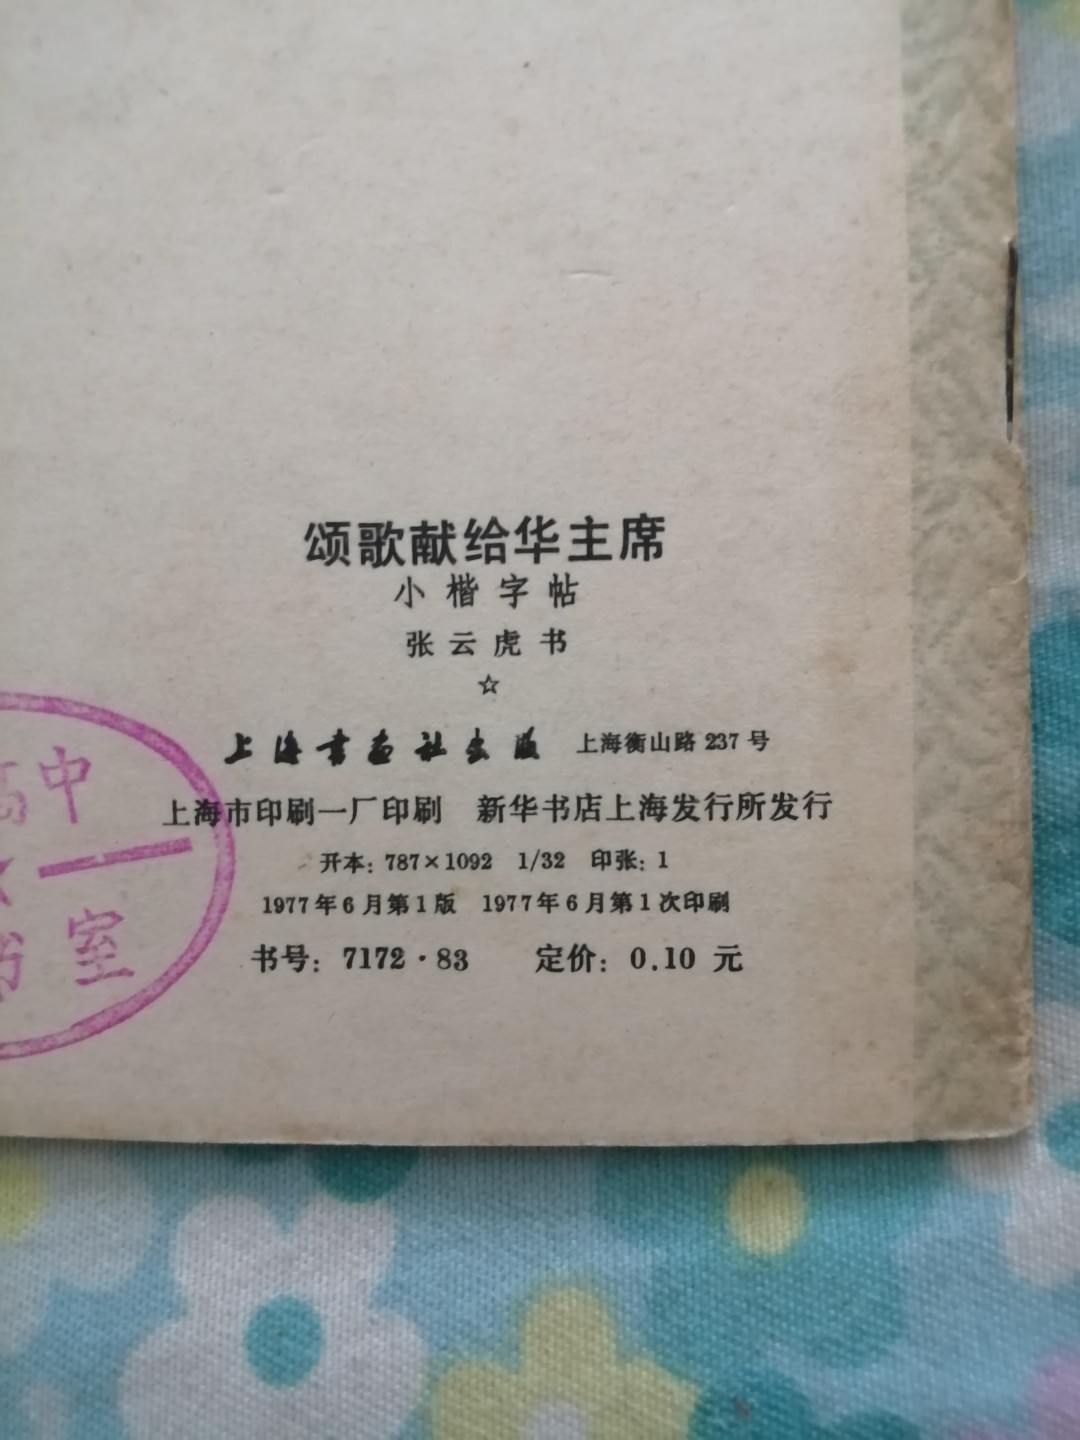 颂歌献给华主席
小楷字帖
张云虎书
☆
上海书画社出版 上海衡山路237号
上海市印刷一厂印刷 新华书店上海发行所发行
开本：787×1092 1/32 印张：1
1977年6月第1版 1977年6月第1次印刷
书号：7172·83 定价：0.10 元
高中
室